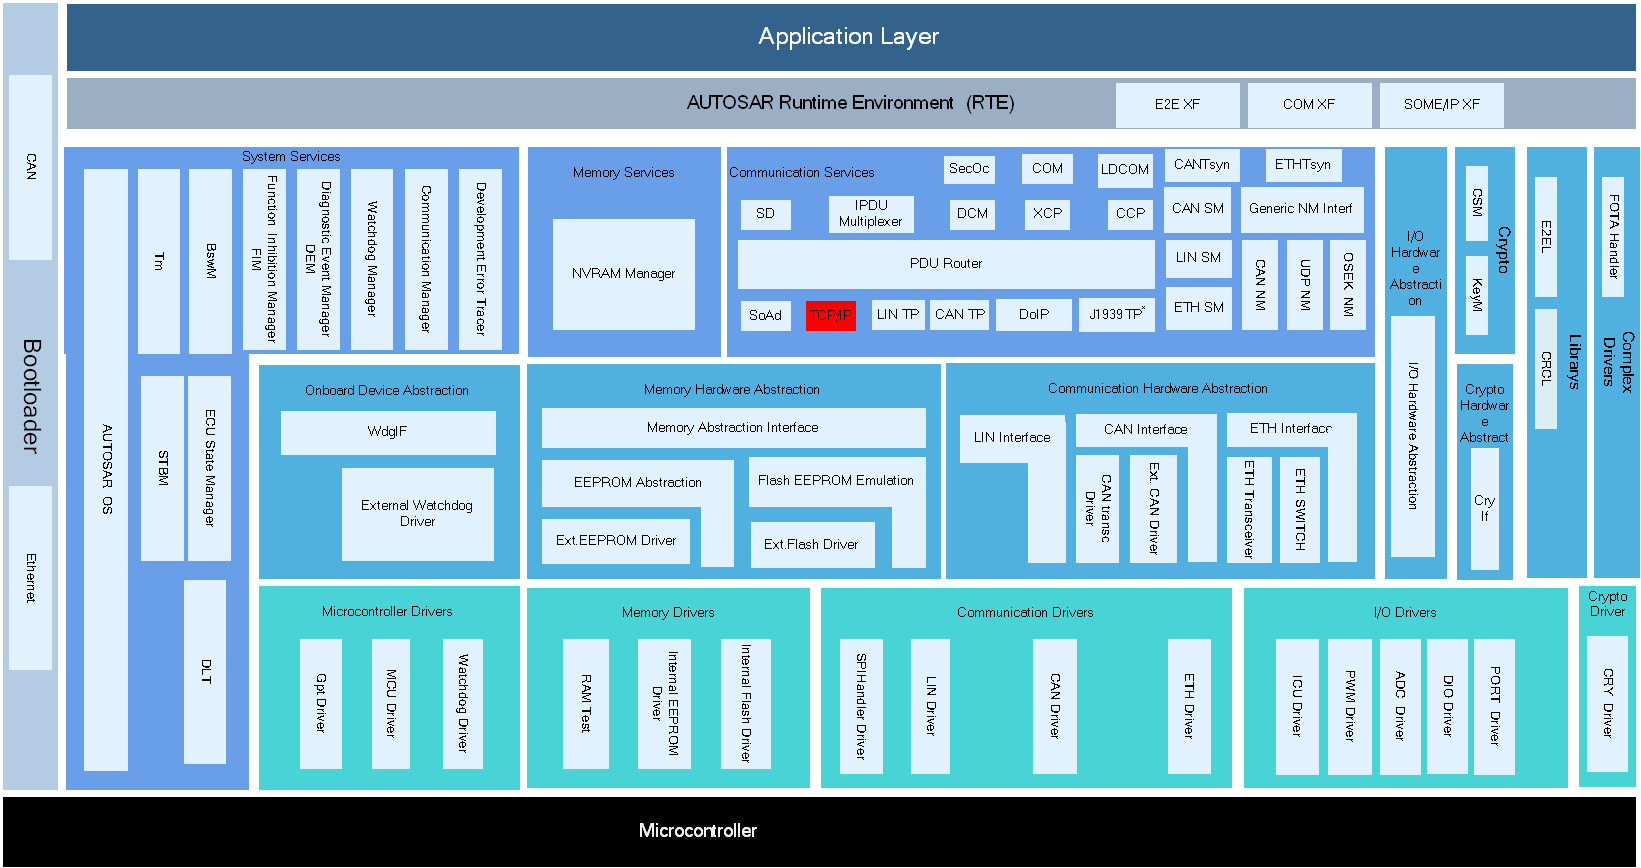 Application Layer
AUTOSAR Runtime Environment (RTE)
E2E XF
COM XF
SOME/IP XF
CAN
Bootloader
Ethernet
System Services
AUTOSAR OS
Tm
BswM
Function Inhibition Manager
FIM
Diagnostic Event Manager
DEM
Watchdog Manager
Communication Manager
Development Error Tracer
STBM
ECU State Manager
DLT
Memory Services
NVRAM Manager
Communication Services
SecOc
COM
LDCOM
CANTsyn
ETHTsyn
SD
IPDU
Multiplexer
DCM
XCP
CCP
CAN SM
Generic NM Interf
PDU Router
LIN SM
CAN NM
UDP NM
OSEK NM
SoAd
TCP/IP
LIN TP
CAN TP
DoIP
J1939TP*
ETH SM
I/O
Hardwar
e
Abstracti
on
I/O Hardware Abstraction
Crypto
CSM
KeyM
Crypto
Hardwar
e
Abstract
Cry
If
Librarys
E2EL
CRCL
Complex
Drivers
FOTA Handler
Onboard Device Abstraction
WdgIF
External Watchdog
Driver
Memory Hardware Abstraction
Memory Abstraction Interface
EEPROM Abstraction
Flash EEPROM Emulation
Ext.EEPROM Driver
Ext.Flash Driver
Communication Hardware Abstraction
LIN Interface
CAN Interface
ETH Interface
CAN transc
Driver
Ext. CAN Driver
ETH Transceiver
ETH SWITCH
Microcontroller Drivers
Gpt Driver
MCU Driver
Watchdog Driver
Memory Drivers
RAM Test
Internal EEPROM
Driver
Internal Flash Driver
Communication Drivers
SPIHandler Driver
LIN Driver
CAN Driver
ETH Driver
I/O Drivers
ICU Driver
PWM Driver
ADC Driver
D/O Driver
PORT Driver
Crypto
Driver
CRY Driver
Microcontroller